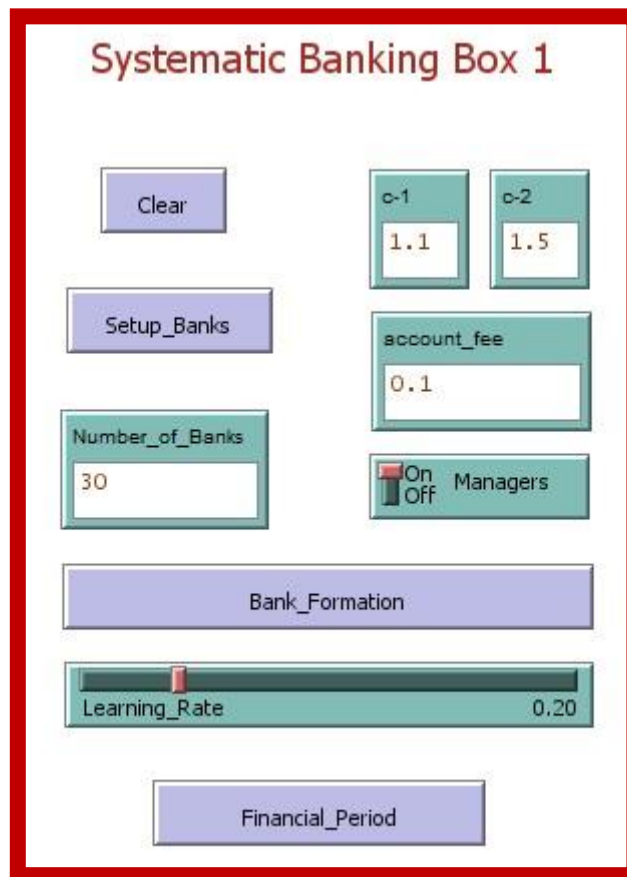 Systematic Banking Box 1
Clear
c-1
1.1
c-2
1.5
Setup_Banks
account_fee
0.1
Number_of_Banks
30
On
Off
Managers
Bank_Formation
Learning_Rate 0.20
Financial_Period